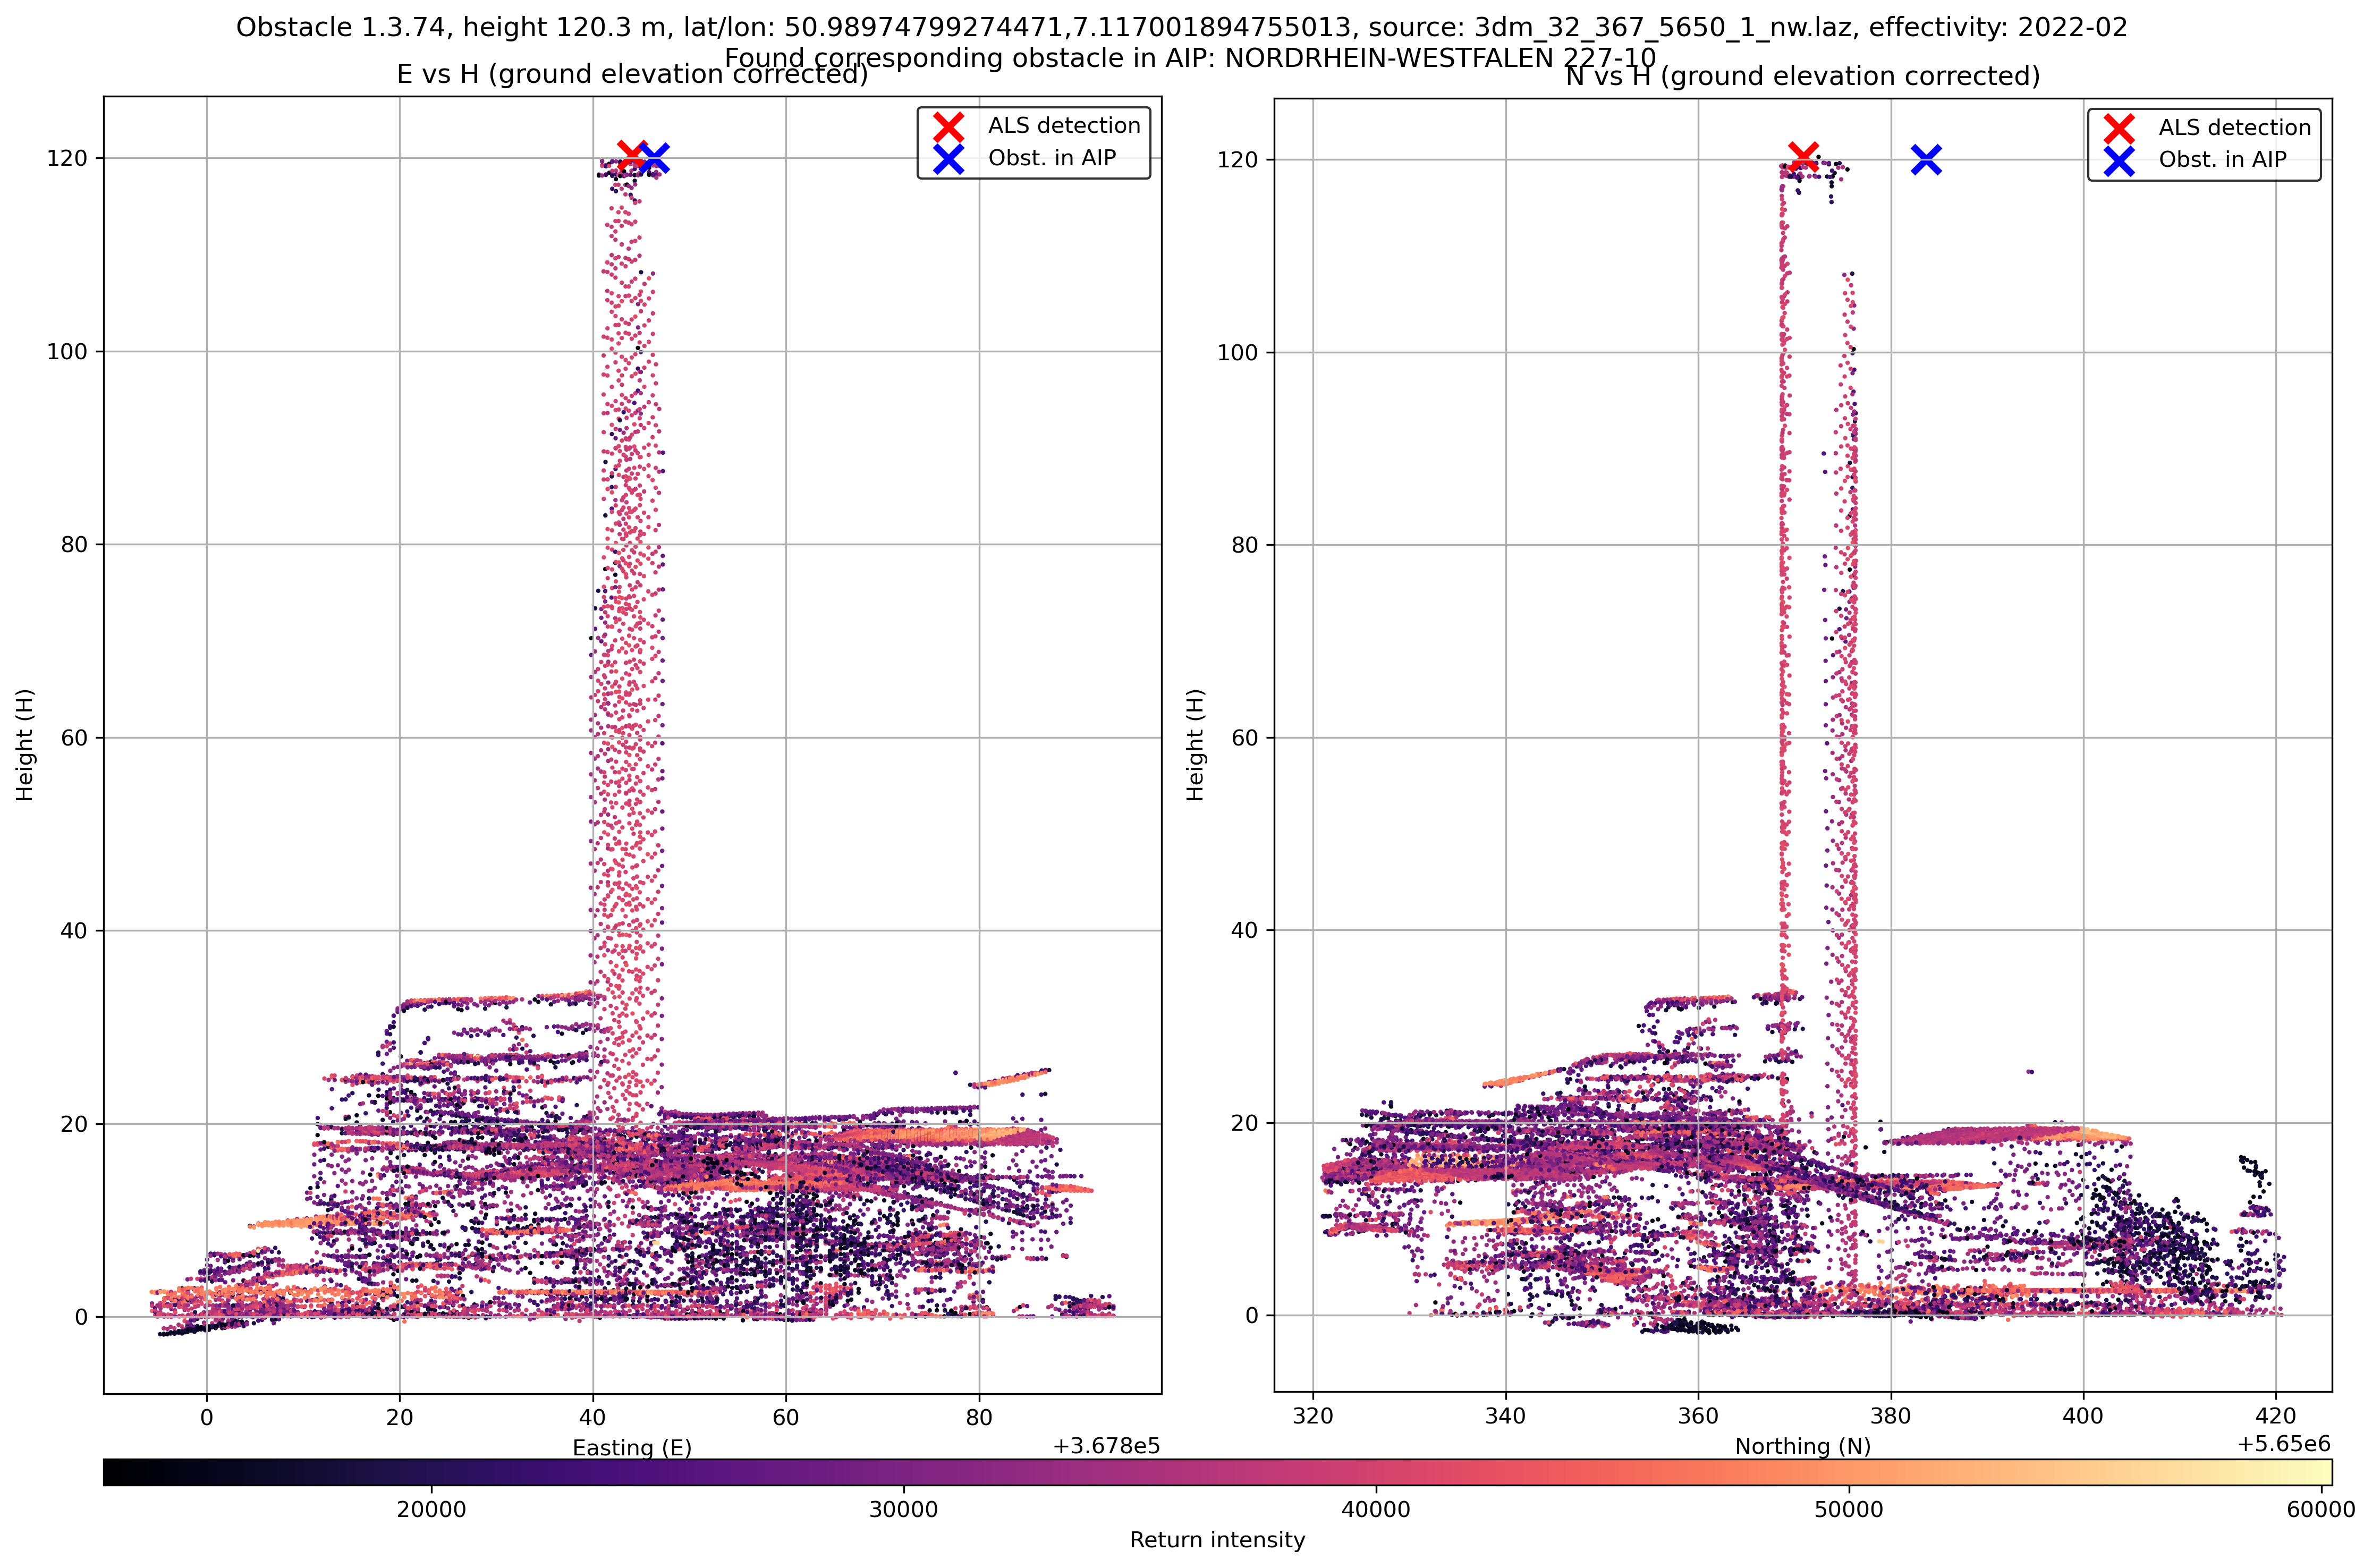 Obstacle 1.3.74, height 120.3 m, lat/lon: 50.98974799274471,7.117001894755013, source: 3dm_32_367_5650_1_nw.laz, effectivity: 2022-02
Found corresponding obstacle in AIP: NORDRHEIN-WESTFALEN 227-10
E vs H (ground elevation corrected)
ALS detection
Obst. in AIP
120
100
80
60
40
20
0
Height (H)
0 20 40 60 80
Easting (E)
+3.678e5
N vs H (ground elevation corrected)
ALS detection
Obst. in AIP
120
100
80
60
40
20
0
Height (H)
320 340 360 380 400 420
Northing (N)
+5.65e6
20000 30000 40000 50000 60000
Return intensity